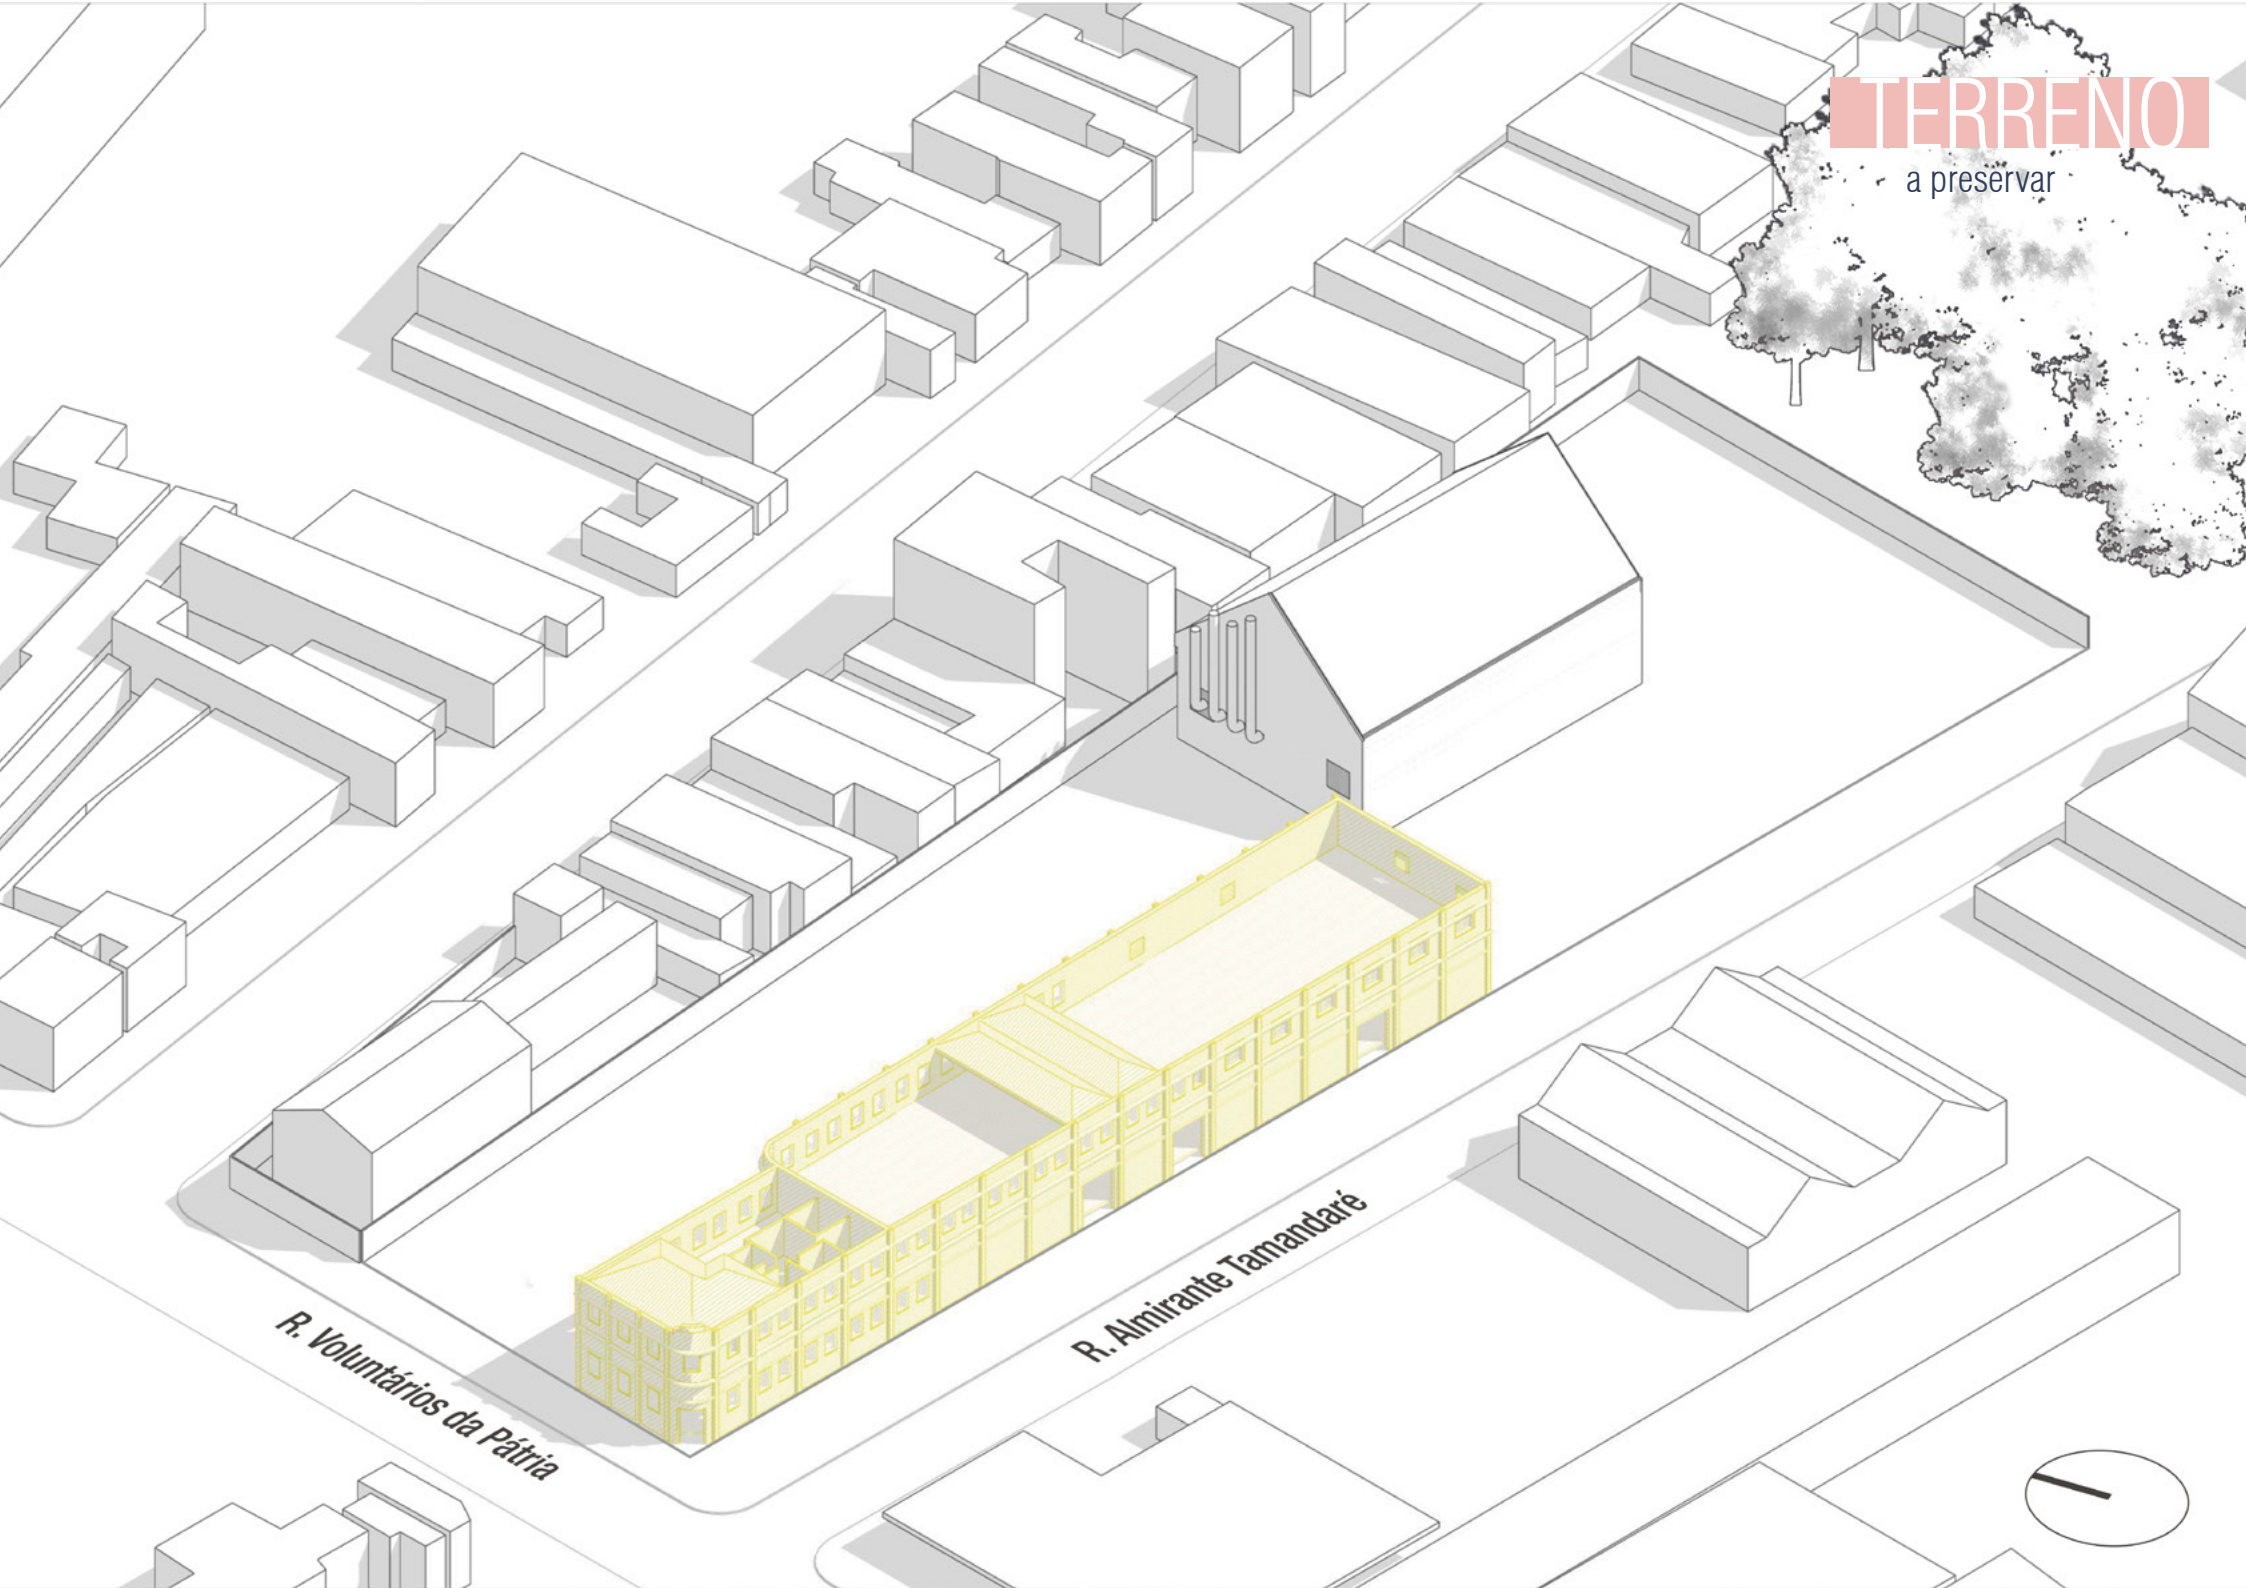 TERRENO
a preservar
R. Voluntários da Pátria
R. Almirante Tamandaré